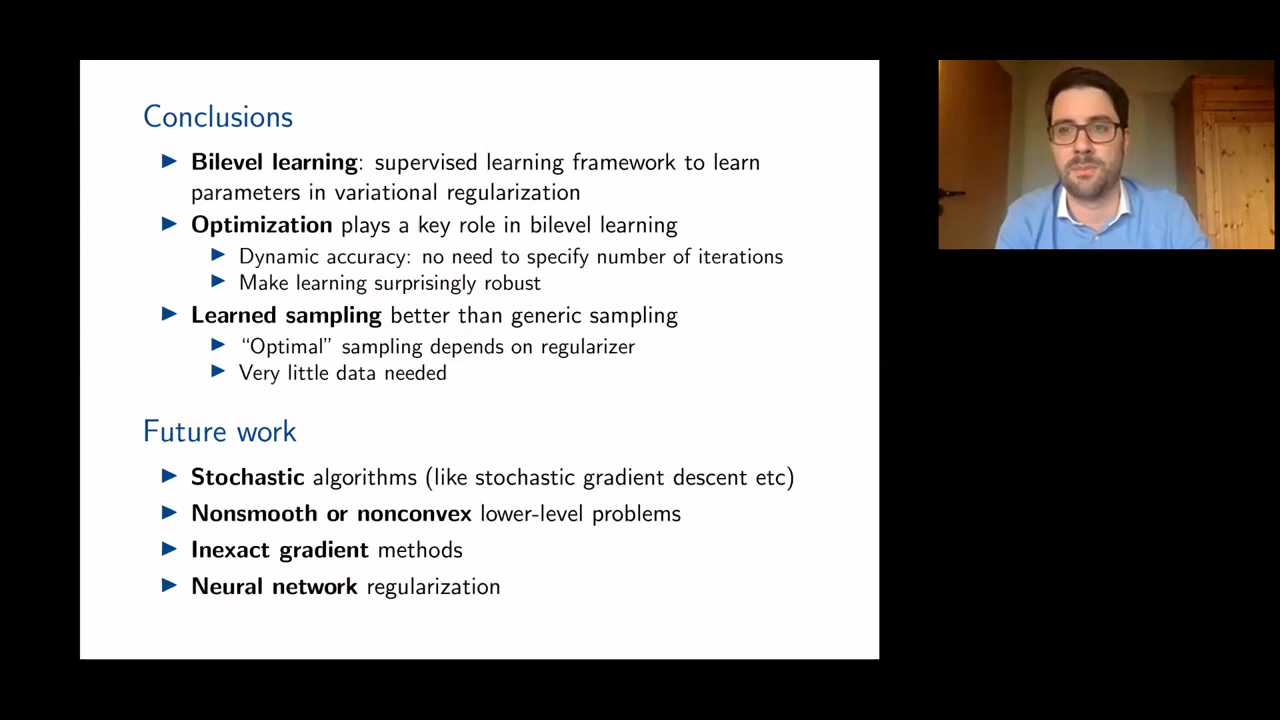 Conclusions
Bilevel learning: supervised learning framework to learn
parameters in variational regularization
Optimization plays a key role in bilevel learning
Dynamic accuracy: no need to specify number of iterations
Make learning surprisingly robust
Learned sampling better than generic sampling
“Optimal” sampling depends on regularizer
Very little data needed
Future work
Stochastic algorithms (like stochastic gradient descent etc)
Nonsmooth or nonconvex lower-level problems
Inexact gradient methods
Neural network regularization